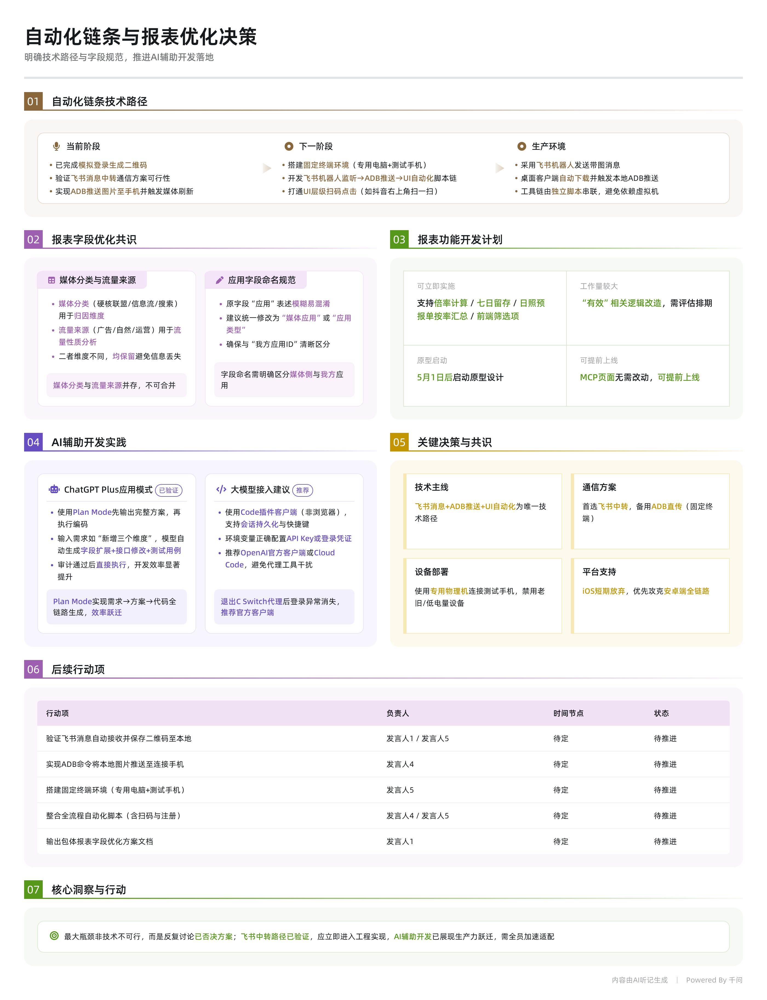 自动化链条与报表优化决策
明确技术路径与字段规范，推进AI辅助开发落地
01 自动化链条技术路径
当前阶段
• 已完成模拟登录生成二维码
• 验证飞书消息中转通信方案可行性
• 实现ADB推送图片至手机并触发媒体刷新
下一阶段
• 搭建固定终端环境（专用电脑+测试手机）
• 开发飞书机器人监听→ADB推送→UI自动化脚本链
• 打通UI层级扫码点击（如抖音右上角扫一扫）
生产环境
• 采用飞书机器人发送带图消息
• 桌面客户端自动下载并触发本地ADB推送
• 工具链由独立脚本串联，避免依赖虚拟机
02 报表字段优化共识
媒体分类与流量来源
• 媒体分类（硬核联盟/信息流/搜索）
用于归因维度
• 流量来源（广告/自然/运营）用于流
量性质分析
• 二者维度不同，均保留避免信息丢失
媒体分类与流量来源并存，不可合并
应用字段命名规范
• 原字段“应用”表述模糊易混淆
• 建议统一修改为“媒体应用”或“应用
类型”
• 确保与“我方应用ID”清晰区分
字段命名需明确区分媒体侧与我方应
用
03 报表功能开发计划
可立即实施
支持倍率计算 / 七日留存 / 日照预
报单按率汇总 / 前端筛选项
工作量较大
“有效”相关逻辑改造，需评估排期
原型启动
5月1日后启动原型设计
可提前上线
MCP页面无需改动，可提前上线
04 AI辅助开发实践
ChatGPT Plus应用模式 已验证
• 使用Plan Mode先输出完整方案，再
执行编码
• 输入需求如“新增三个维度”，模型自
动生成字段扩展+接口修改+测试用例
• 审计通过后直接执行，开发效率显著
提升
Plan Mode实现需求→方案→代码全
链路生成，效率跃迁
大模型接入建议 推荐
• 使用Code插件客户端（非浏览器），
支持会话持久化与快捷键
• 环境变量正确配置API Key或登录凭证
• 推荐OpenAI官方客户端或Cloud
Code，避免代理工具干扰
退出C Switch代理后登录异常消失，
推荐官方客户端
05 关键决策与共识
技术主线
飞书消息+ADB推送+UI自动化为唯一技
术路径
通信方案
首选飞书中转，备用ADB直传（固定终
端）
设备部署
使用专用物理机连接测试手机，禁用老
旧/低电量设备
平台支持
iOS短期放弃，优先攻克安卓端全链路
06 后续行动项
行动项 负责人 时间节点 状态
验证飞书消息自动接收并保存二维码至本地 发言人1 / 发言人5 待定 待推进
实现ADB命令将本地图片推送至连接手机 发言人4 待定 待推进
搭建固定终端环境（专用电脑+测试手机） 发言人5 待定 待推进
整合全流程自动化脚本（含扫码与注册） 发言人4 / 发言人5 待定 待推进
输出包体报表字段优化方案文档 发言人1 待定 待推进
07 核心洞察与行动
最大瓶颈非技术不可行，而是反复讨论已否决方案；飞书中转路径已验证，应立即进入工程实现，AI辅助开发已展现生产力跃迁，需全员加速适配
内容由AI听记生成 | Powered By 千问